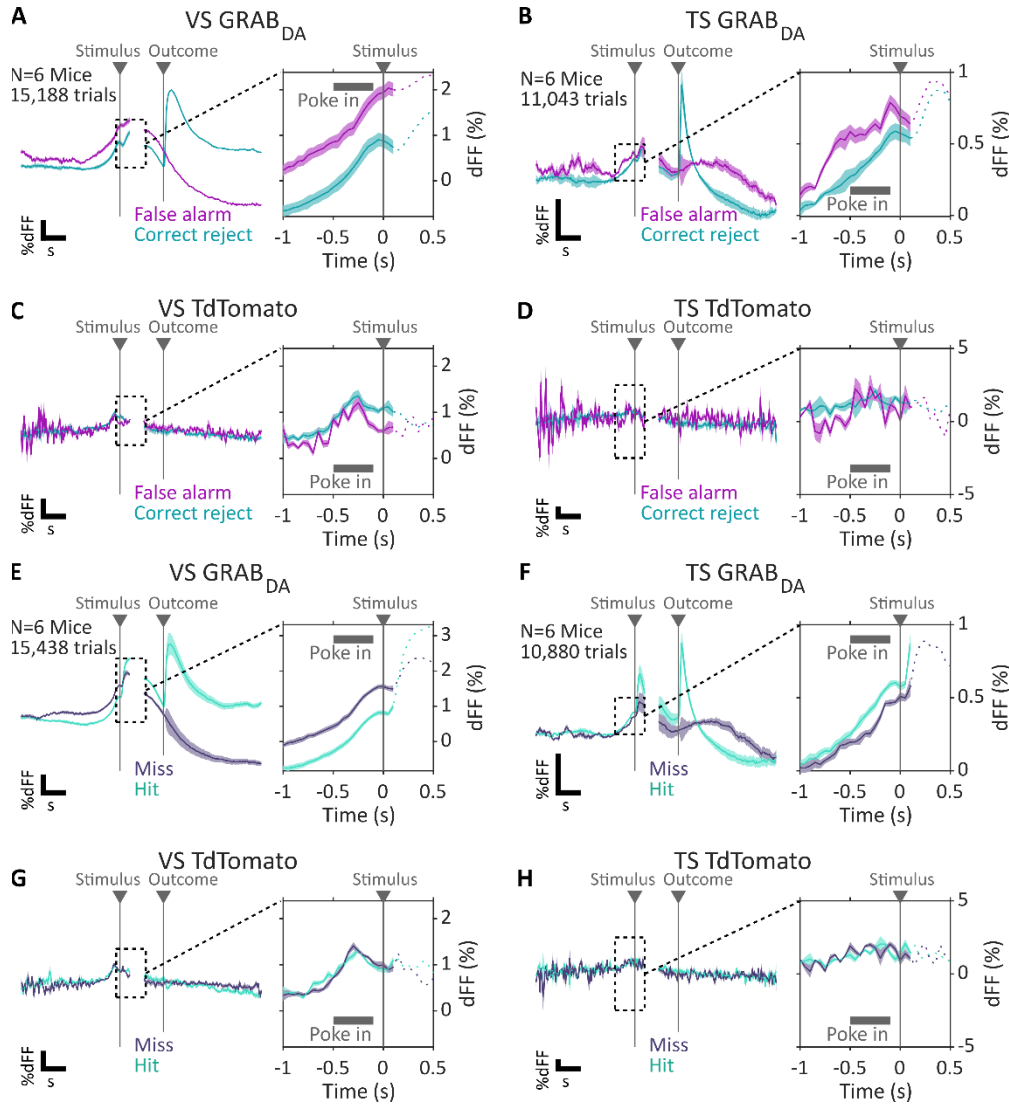 A
VS GRAB_DA
Stimulus Outcome
Stimulus
N=6 Mice
15,188 trials
Poke in
2
1
0
dFF (%)
False alarm
Correct reject
%dFF
s
-1 -0.5 0 0.5
Time (s)
B
TS GRAB_DA
Stimulus Outcome
Stimulus
N=6 Mice
11,043 trials
Poke in
1
0.5
0
dFF (%)
False alarm
Correct reject
%dFF
s
-1 -0.5 0 0.5
Time (s)
C
VS TdTomato
Stimulus Outcome
Stimulus
2
1
0
dFF (%)
Poke in
False alarm
Correct reject
%dFF
s
-1 -0.5 0 0.5
Time (s)
D
TS TdTomato
Stimulus Outcome
Stimulus
5
0
-5
dFF (%)
Poke in
False alarm
Correct reject
%dFF
s
-1 -0.5 0 0.5
Time (s)
E
VS GRAB_DA
Stimulus Outcome
Stimulus
N=6 Mice
15,438 trials
Poke in
3
2
1
0
dFF (%)
Miss
Hit
%dFF
s
-1 -0.5 0 0.5
Time (s)
F
TS GRAB_DA
Stimulus Outcome
Stimulus
N=6 Mice
10,880 trials
Poke in
1
0.5
0
dFF (%)
Miss
Hit
%dFF
s
-1 -0.5 0 0.5
Time (s)
G
VS TdTomato
Stimulus Outcome
Stimulus
2
1
0
dFF (%)
Poke in
Miss
Hit
%dFF
s
-1 -0.5 0 0.5
Time (s)
H
TS TdTomato
Stimulus Outcome
Stimulus
5
0
-5
dFF (%)
Poke in
Miss
Hit
%dFF
s
-1 -0.5 0 0.5
Time (s)